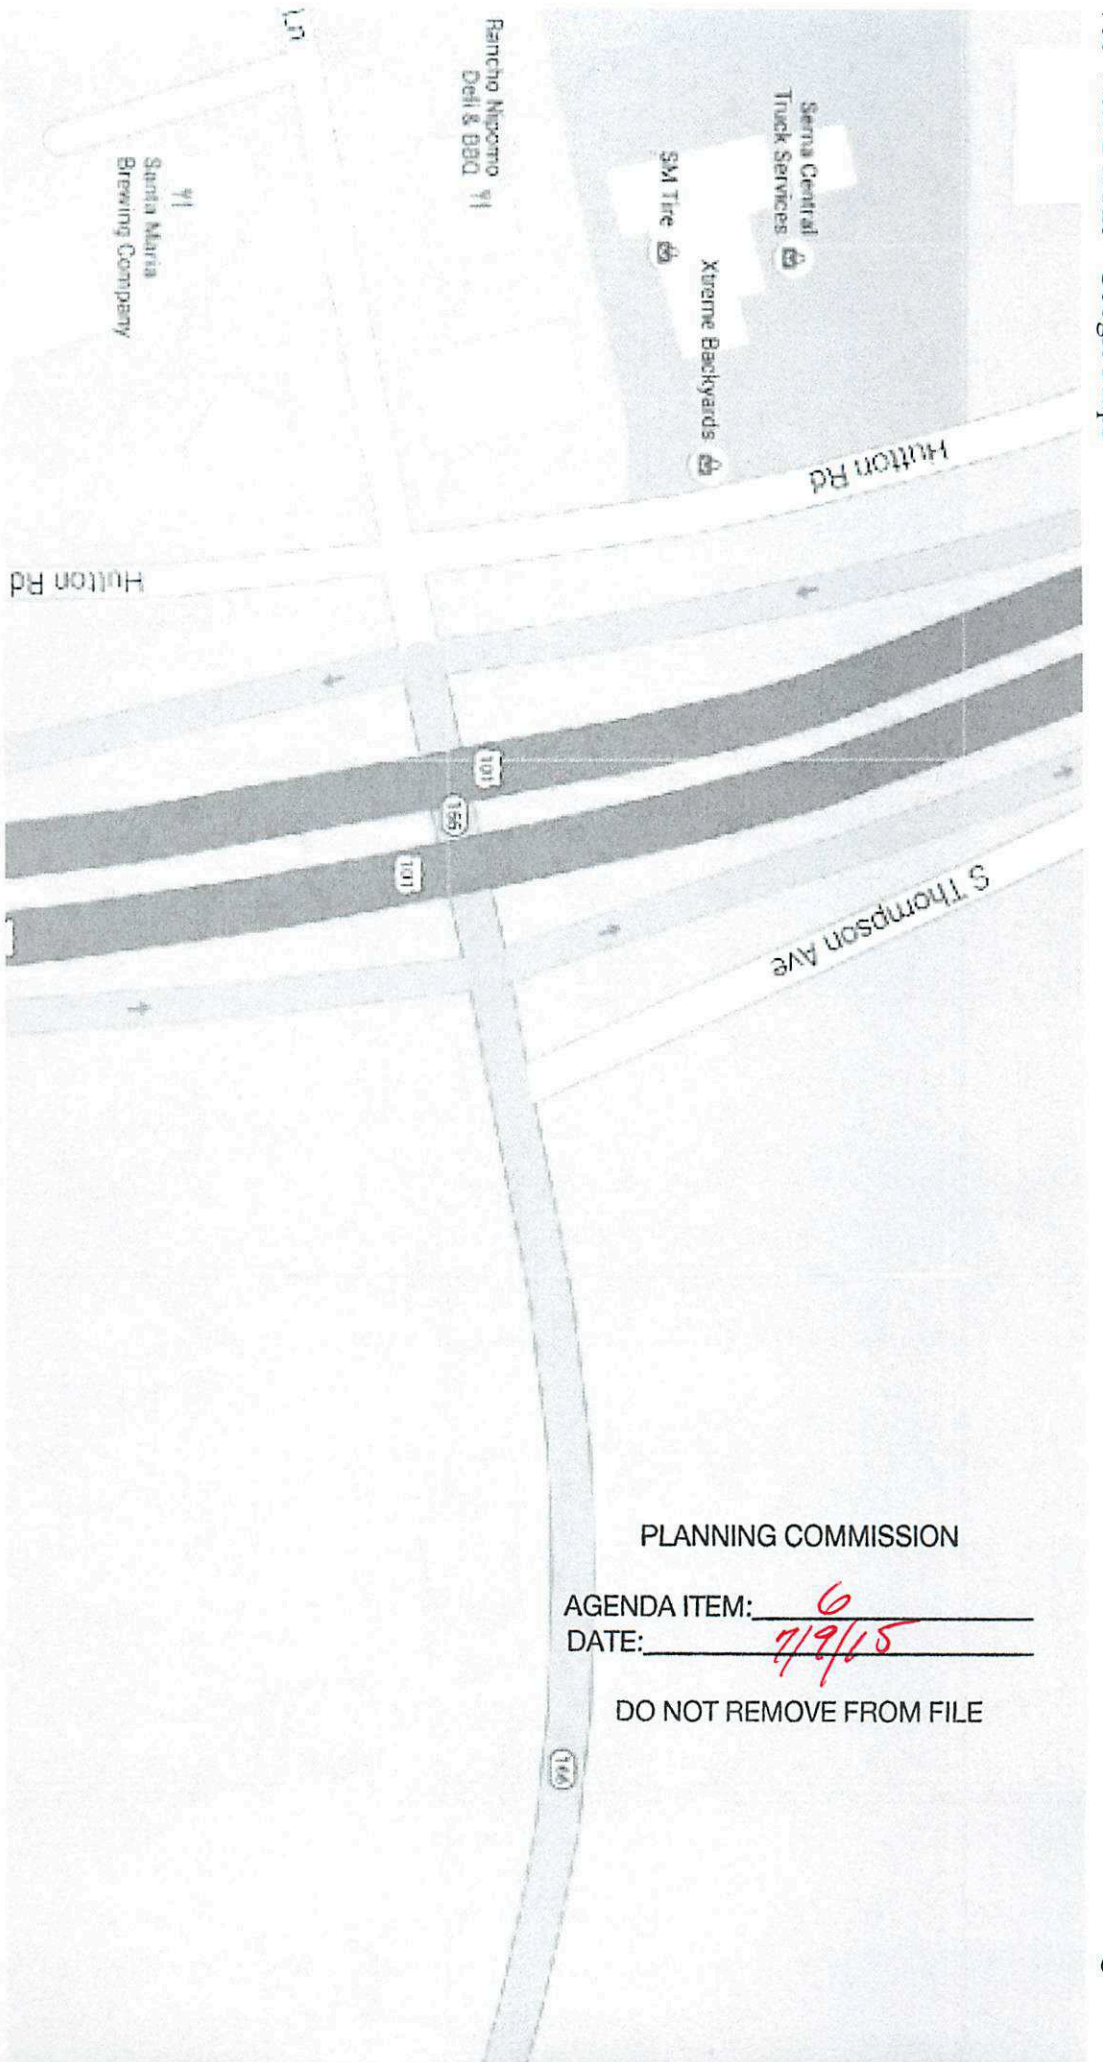 Ln
Rancho Nipomo
Deli & BBQ
Serna Central
Truck Services
SM Tire
Xtreme Backyards
Santa Maria
Brewing Company
Hutton Rd
Hutton Rd
101
166
101
S Thompson Ave
PLANNING COMMISSION
AGENDA ITEM: 6
DATE: 7/9/15
DO NOT REMOVE FROM FILE
166